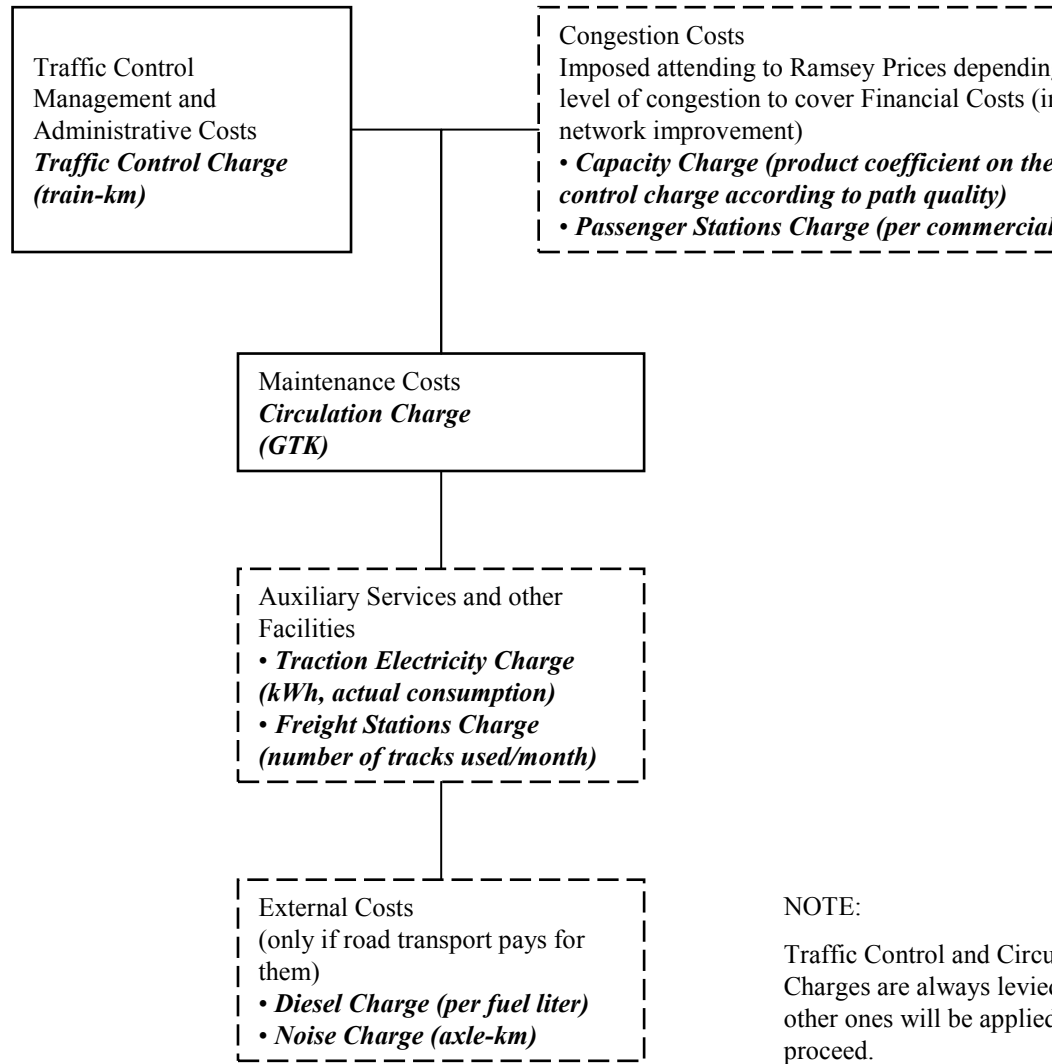 Traffic Control
Management and
Administrative Costs
Traffic Control Charge
(train-km)
Congestion Costs
Imposed attending to Ramsey Prices depending
level of congestion to cover Financial Costs
network improvement)
• Capacity Charge (product coefficient on the
control charge according to path quality)
• Passenger Stations Charge (per commercial
Maintenance Costs
Circulation Charge
(GTK)
Auxiliary Services and other
Facilities
• Traction Electricity Charge
(kWh, actual consumption)
• Freight Stations Charge
(number of tracks used/month)
External Costs
(only if road transport pays for
them)
• Diesel Charge (per fuel liter)
• Noise Charge (axle-km)
NOTE:
Traffic Control and
Charges are always levied
other ones will be applied
proceed.